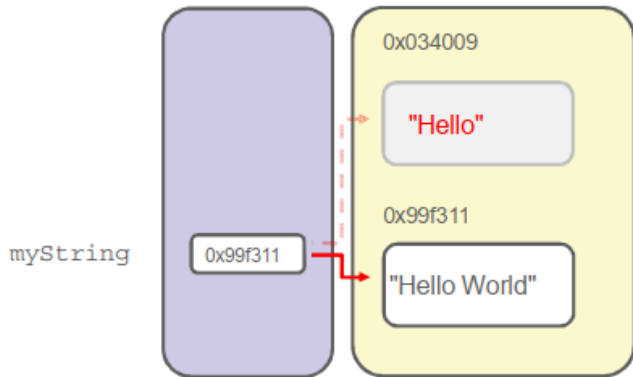 0x034009
"Hello"
0x99f311
myString
0x99f311
"Hello World"